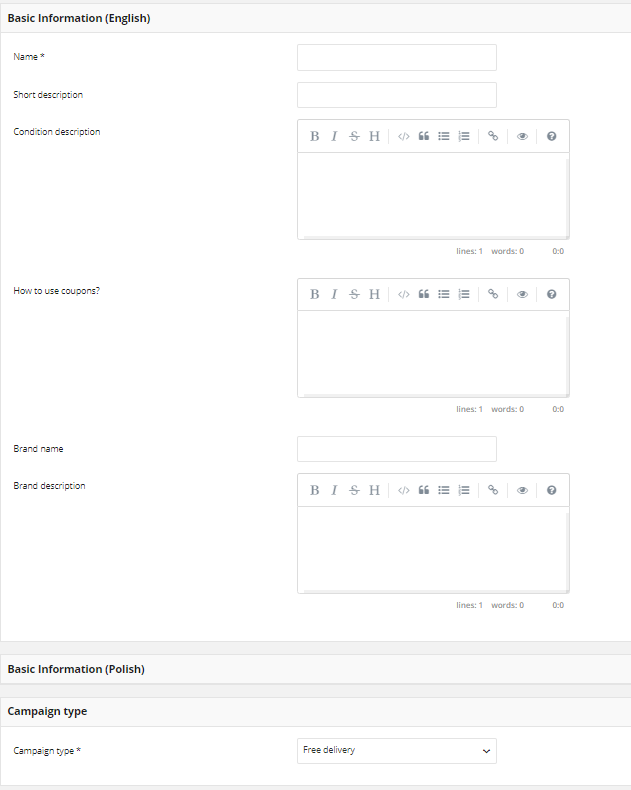 Basic Information (English)
Name *
Short description
Condition description
B I S H
lines: 1 words: 0 0:0
How to use coupons?
B I S H
lines: 1 words: 0 0:0
Brand name
Brand description
B I S H
lines: 1 words: 0 0:0
Basic Information (Polish)
Campaign type
Campaign type *
Free delivery